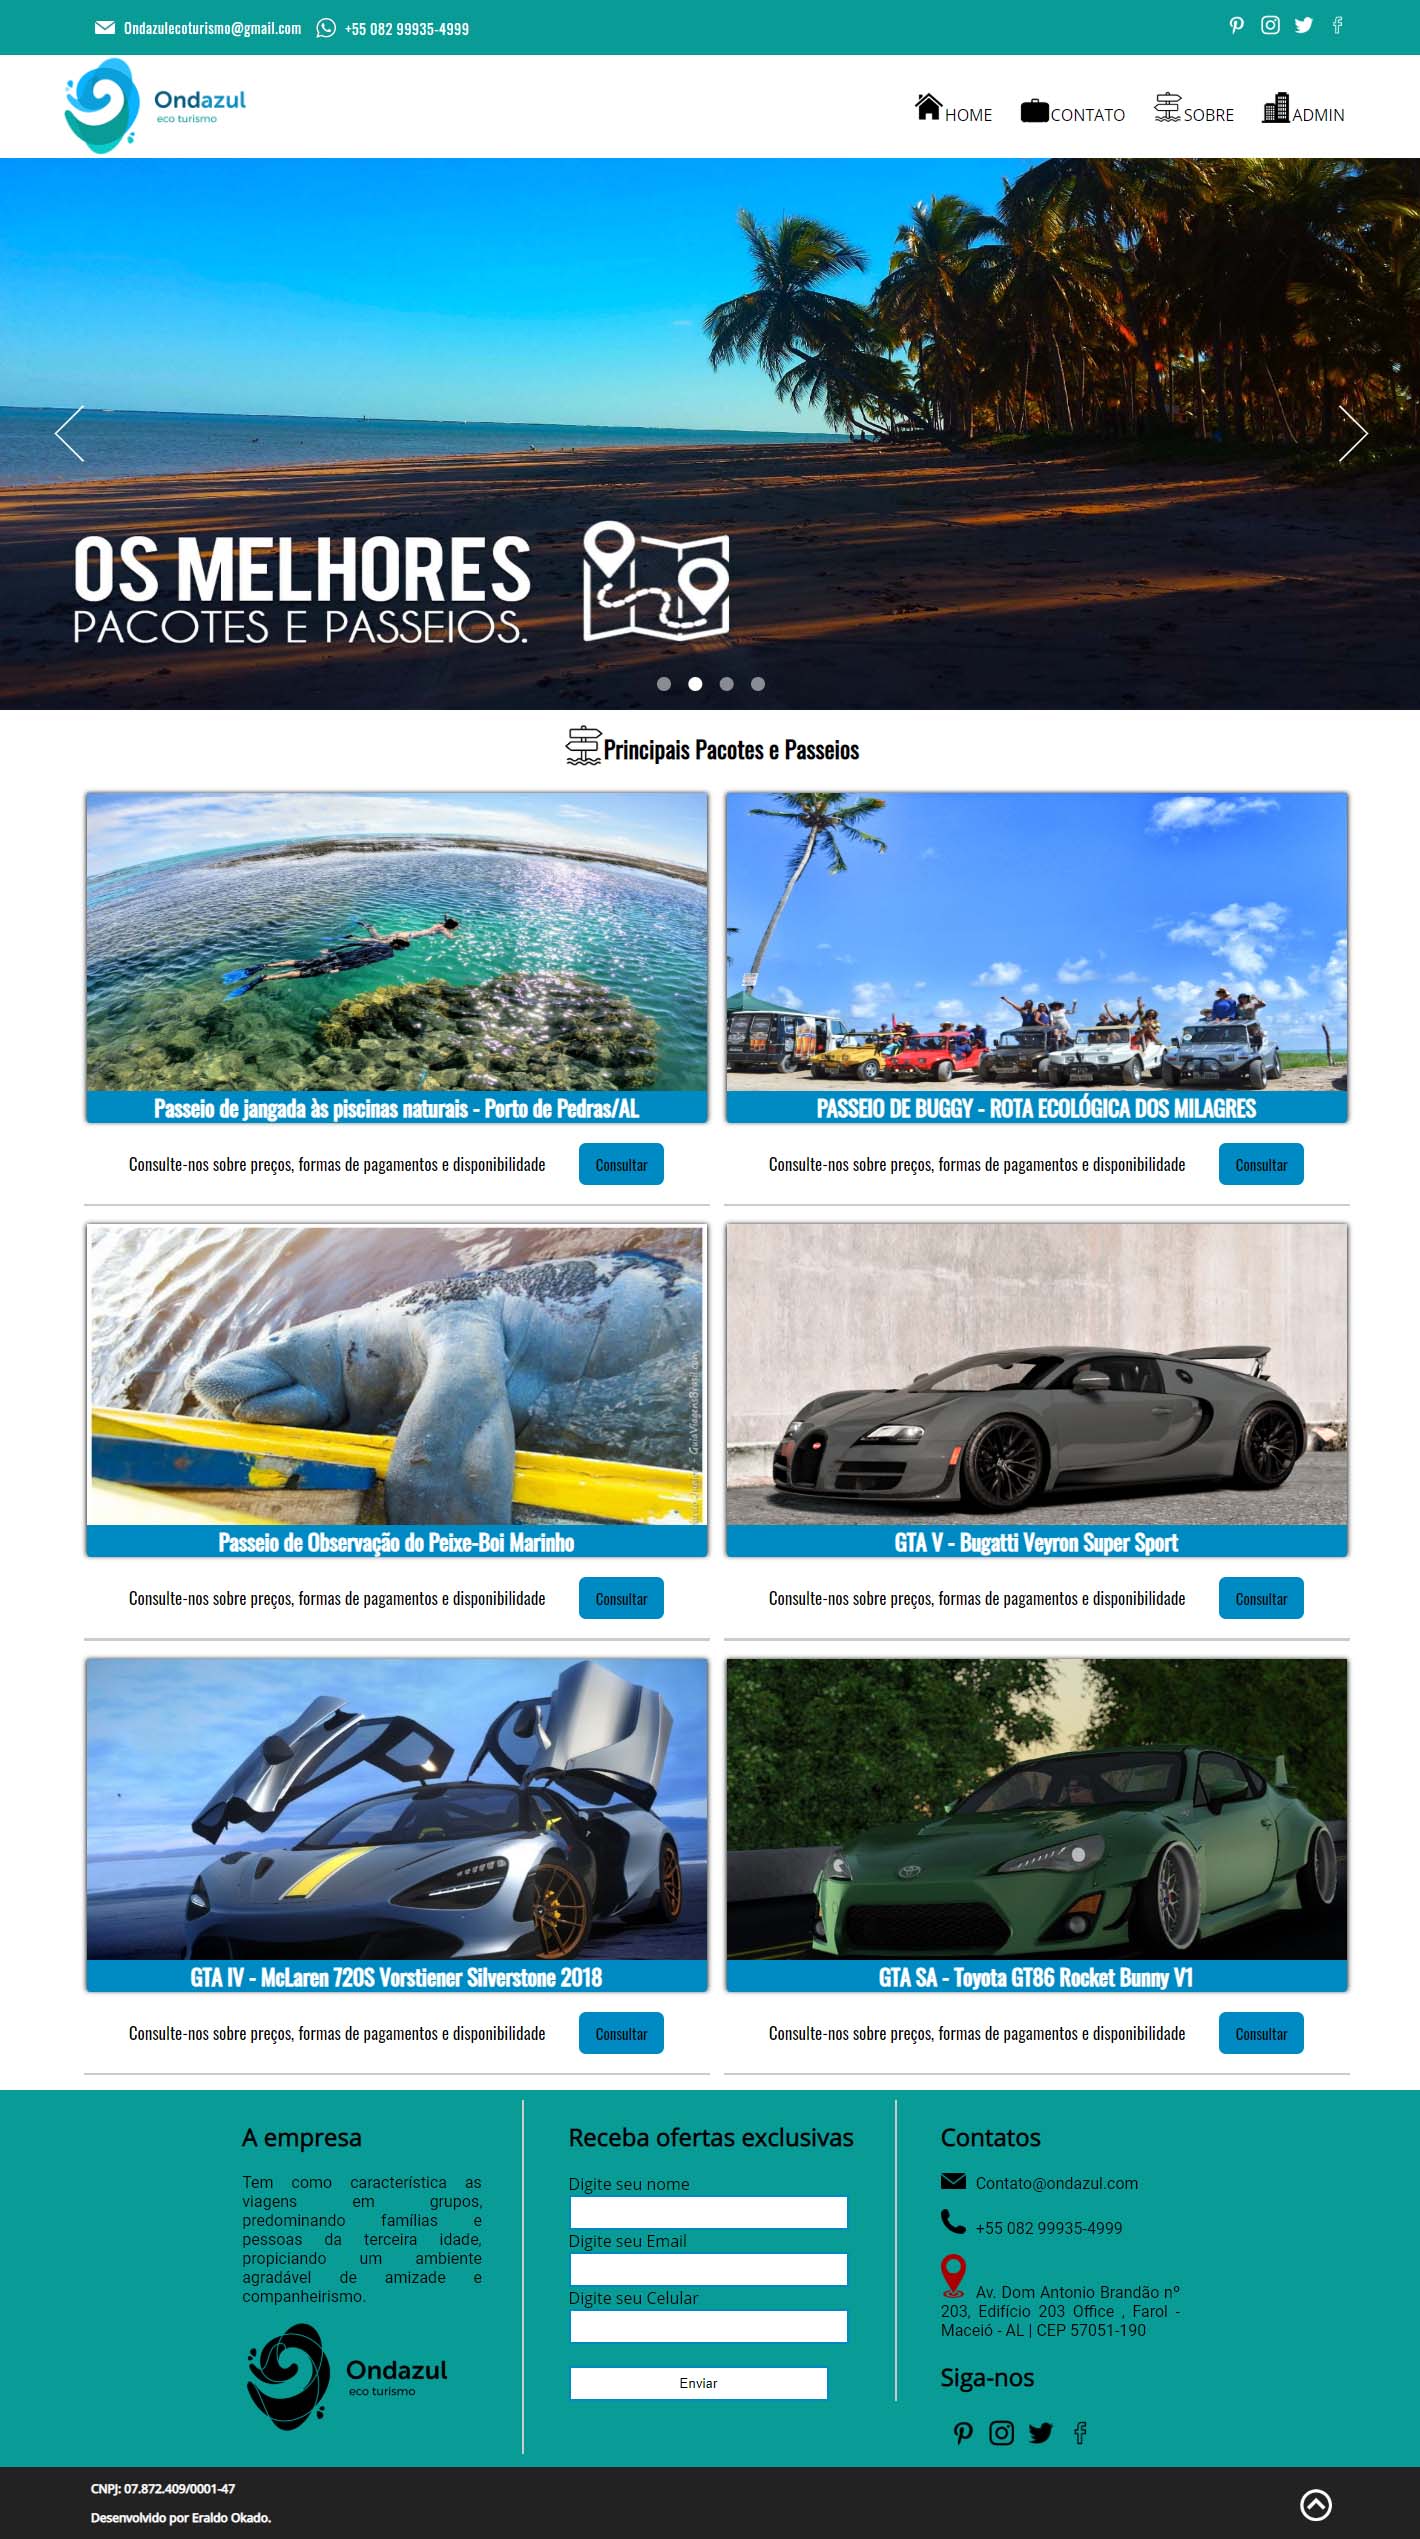 Ondazulecoturismo@gmail.com +55 082 99935-4999
Ondazul
eco turismo
HOME CONTATO SOBRE ADMIN
OS MELHORES
PACOTES E PASSEIOS.
Principais Pacotes e Passeios
Passeio de jangada às piscinas naturais - Porto de Pedras/AL
Consulte-nos sobre preços, formas de pagamentos e disponibilidade Consultar
PASSEIO DE BUGGY - ROTA ECOLÓGICA DOS MILAGRES
Consulte-nos sobre preços, formas de pagamentos e disponibilidade Consultar
GuiaViagensBrasil.com
Passeio de Observação do Peixe-Boi Marinho
Consulte-nos sobre preços, formas de pagamentos e disponibilidade Consultar
GTA V - Bugatti Veyron Super Sport
Consulte-nos sobre preços, formas de pagamentos e disponibilidade Consultar
GTA IV - McLaren 720S Vorstiener Silverstone 2018
Consulte-nos sobre preços, formas de pagamentos e disponibilidade Consultar
GTA SA - Toyota GT86 Rocket Bunny V1
Consulte-nos sobre preços, formas de pagamentos e disponibilidade Consultar
A empresa
Tem como característica as
viagens em grupos,
predominando famílias e
pessoas da terceira idade,
propiciando um ambiente
agradável de amizade e
companheirismo.
Ondazul
eco turismo
Receba ofertas exclusivas
Digite seu nome
Digite seu Email
Digite seu Celular
Enviar
Contatos
Contato@ondazul.com
+55 082 99935-4999
Av. Dom Antonio Brandão nº
203, Edifício 203 Office , Farol -
Maceió - AL | CEP 57051-190
Siga-nos
CNPJ: 07.872.409/0001-47
Desenvolvido por Eraldo Okado.